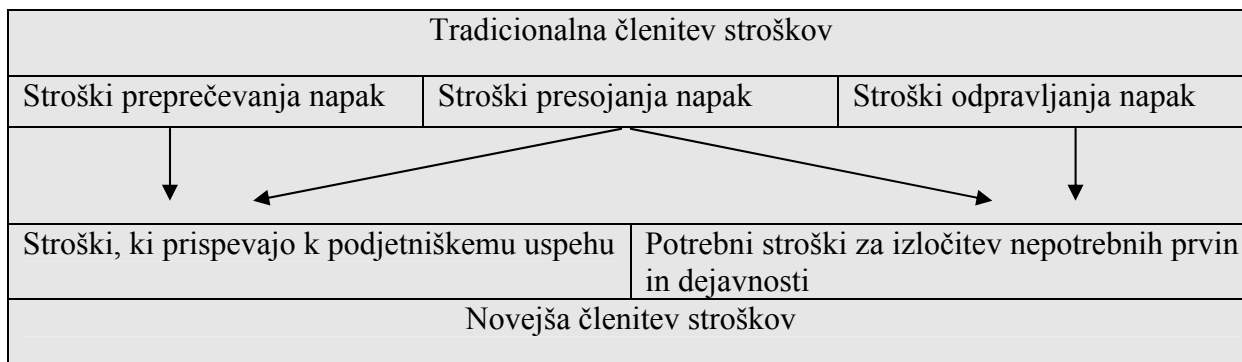 Tradicionalna členitev stroškov
Stroški preprečevanja napak
Stroški presojanja napak
Stroški odpravljanja napak
Stroški, ki prispevajo k podjetniškemu uspehu
Potrebni stroški za izločitev nepotrebnih prvin
in dejavnosti
Novejša členitev stroškov